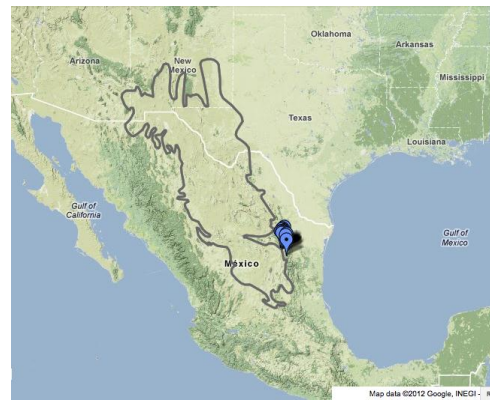 Oklahoma
Arkansas
Arizona
New
Mexico
Mississippi
Texas
Louisiana
Gulf of
California
Gulf of
Mexico
México
Map data ©2012 Google, INEGI -